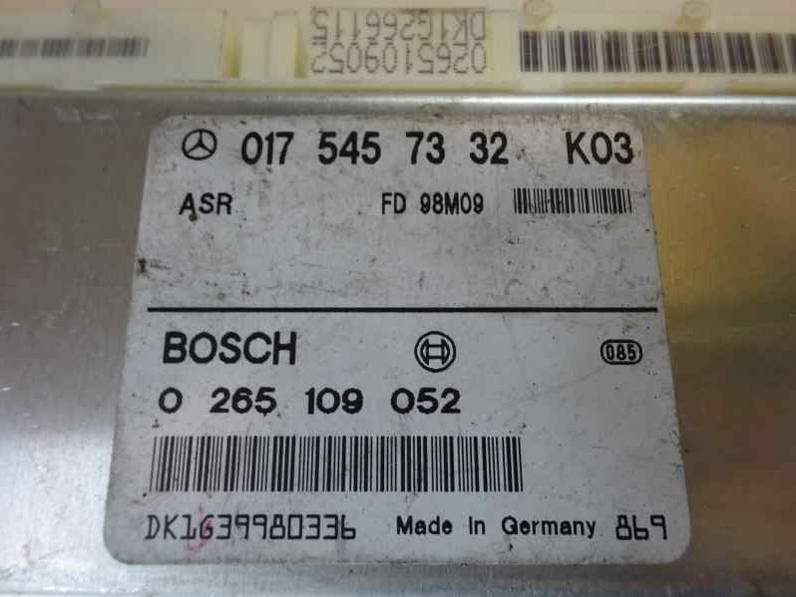 0265109052
DK1G266115
017 545 73 32 K03
ASR FD 98M09
BOSCH
085
0 265 109 052
DK1G39980336 Made in Germany 869